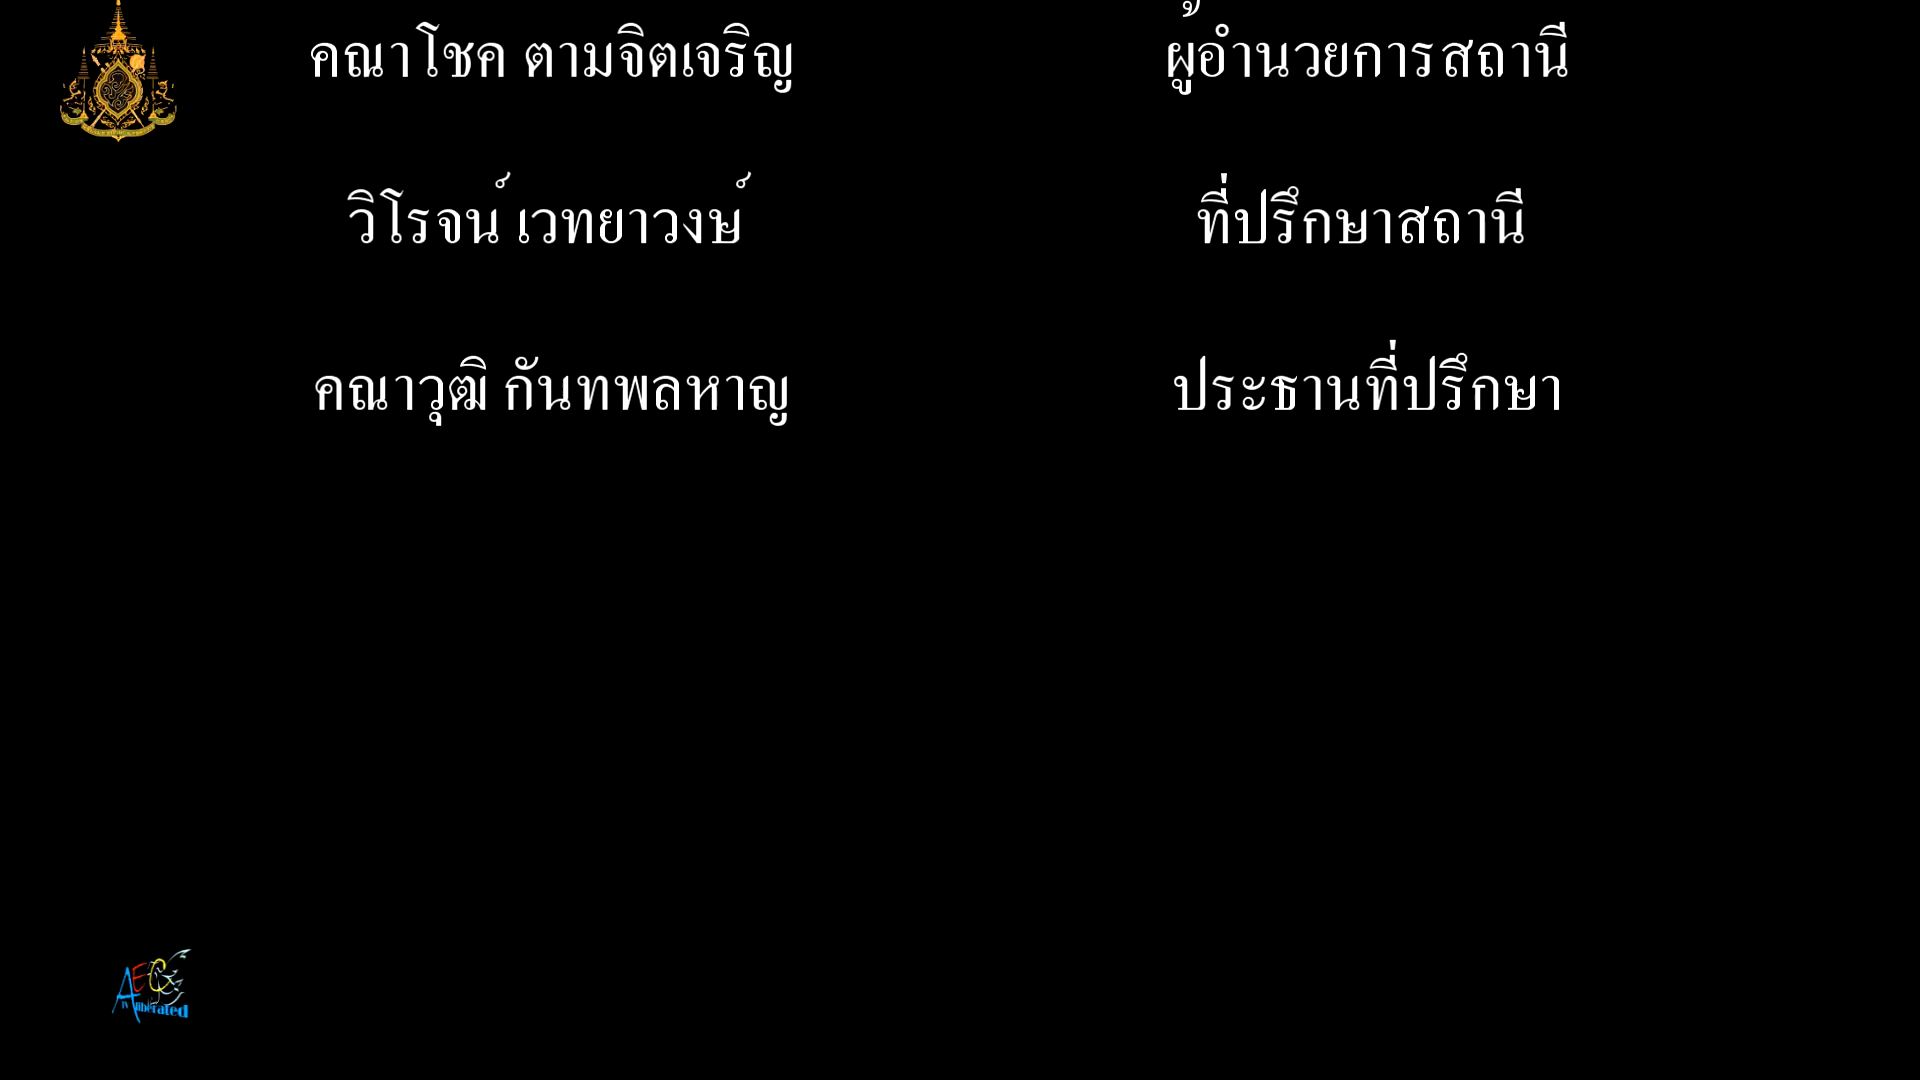 คณาโชค ตามจิตเจริญ ผู้อำนวยการสถานี
วิโรจน์ เวทยาวงษ์ ที่ปรึกษาสถานี
คณาวุฒิ กันทพลหาญ ประธานที่ปรึกษา
AEC
TV liberated